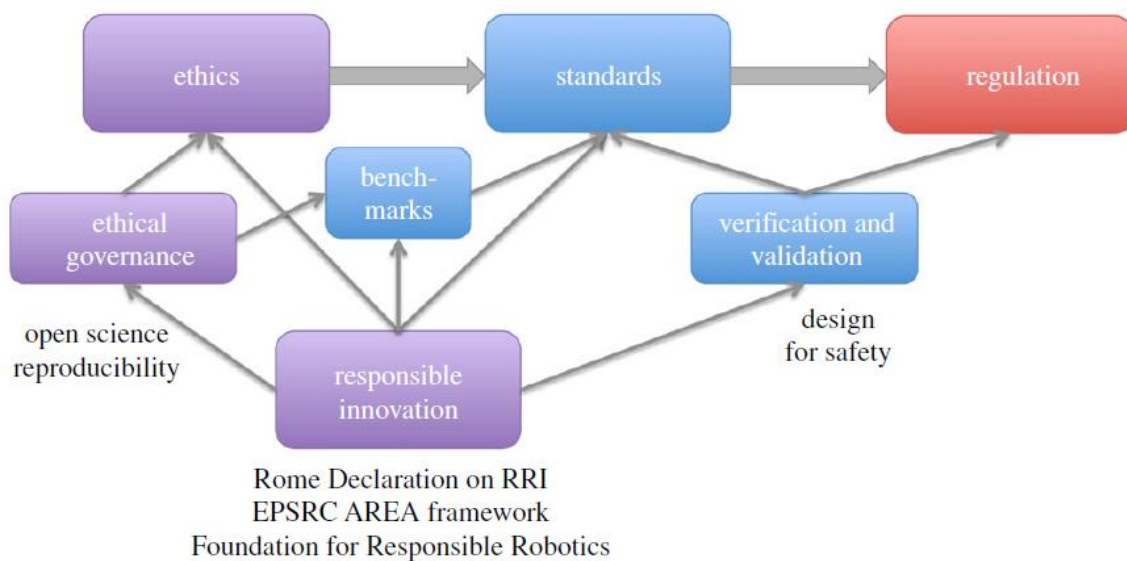 ethics
standards
regulation
bench-
marks
ethical
governance
verification and
validation
open science
reproducibility
design
for safety
responsible
innovation
Rome Declaration on RRI
EPSRC AREA framework
Foundation for Responsible Robotics